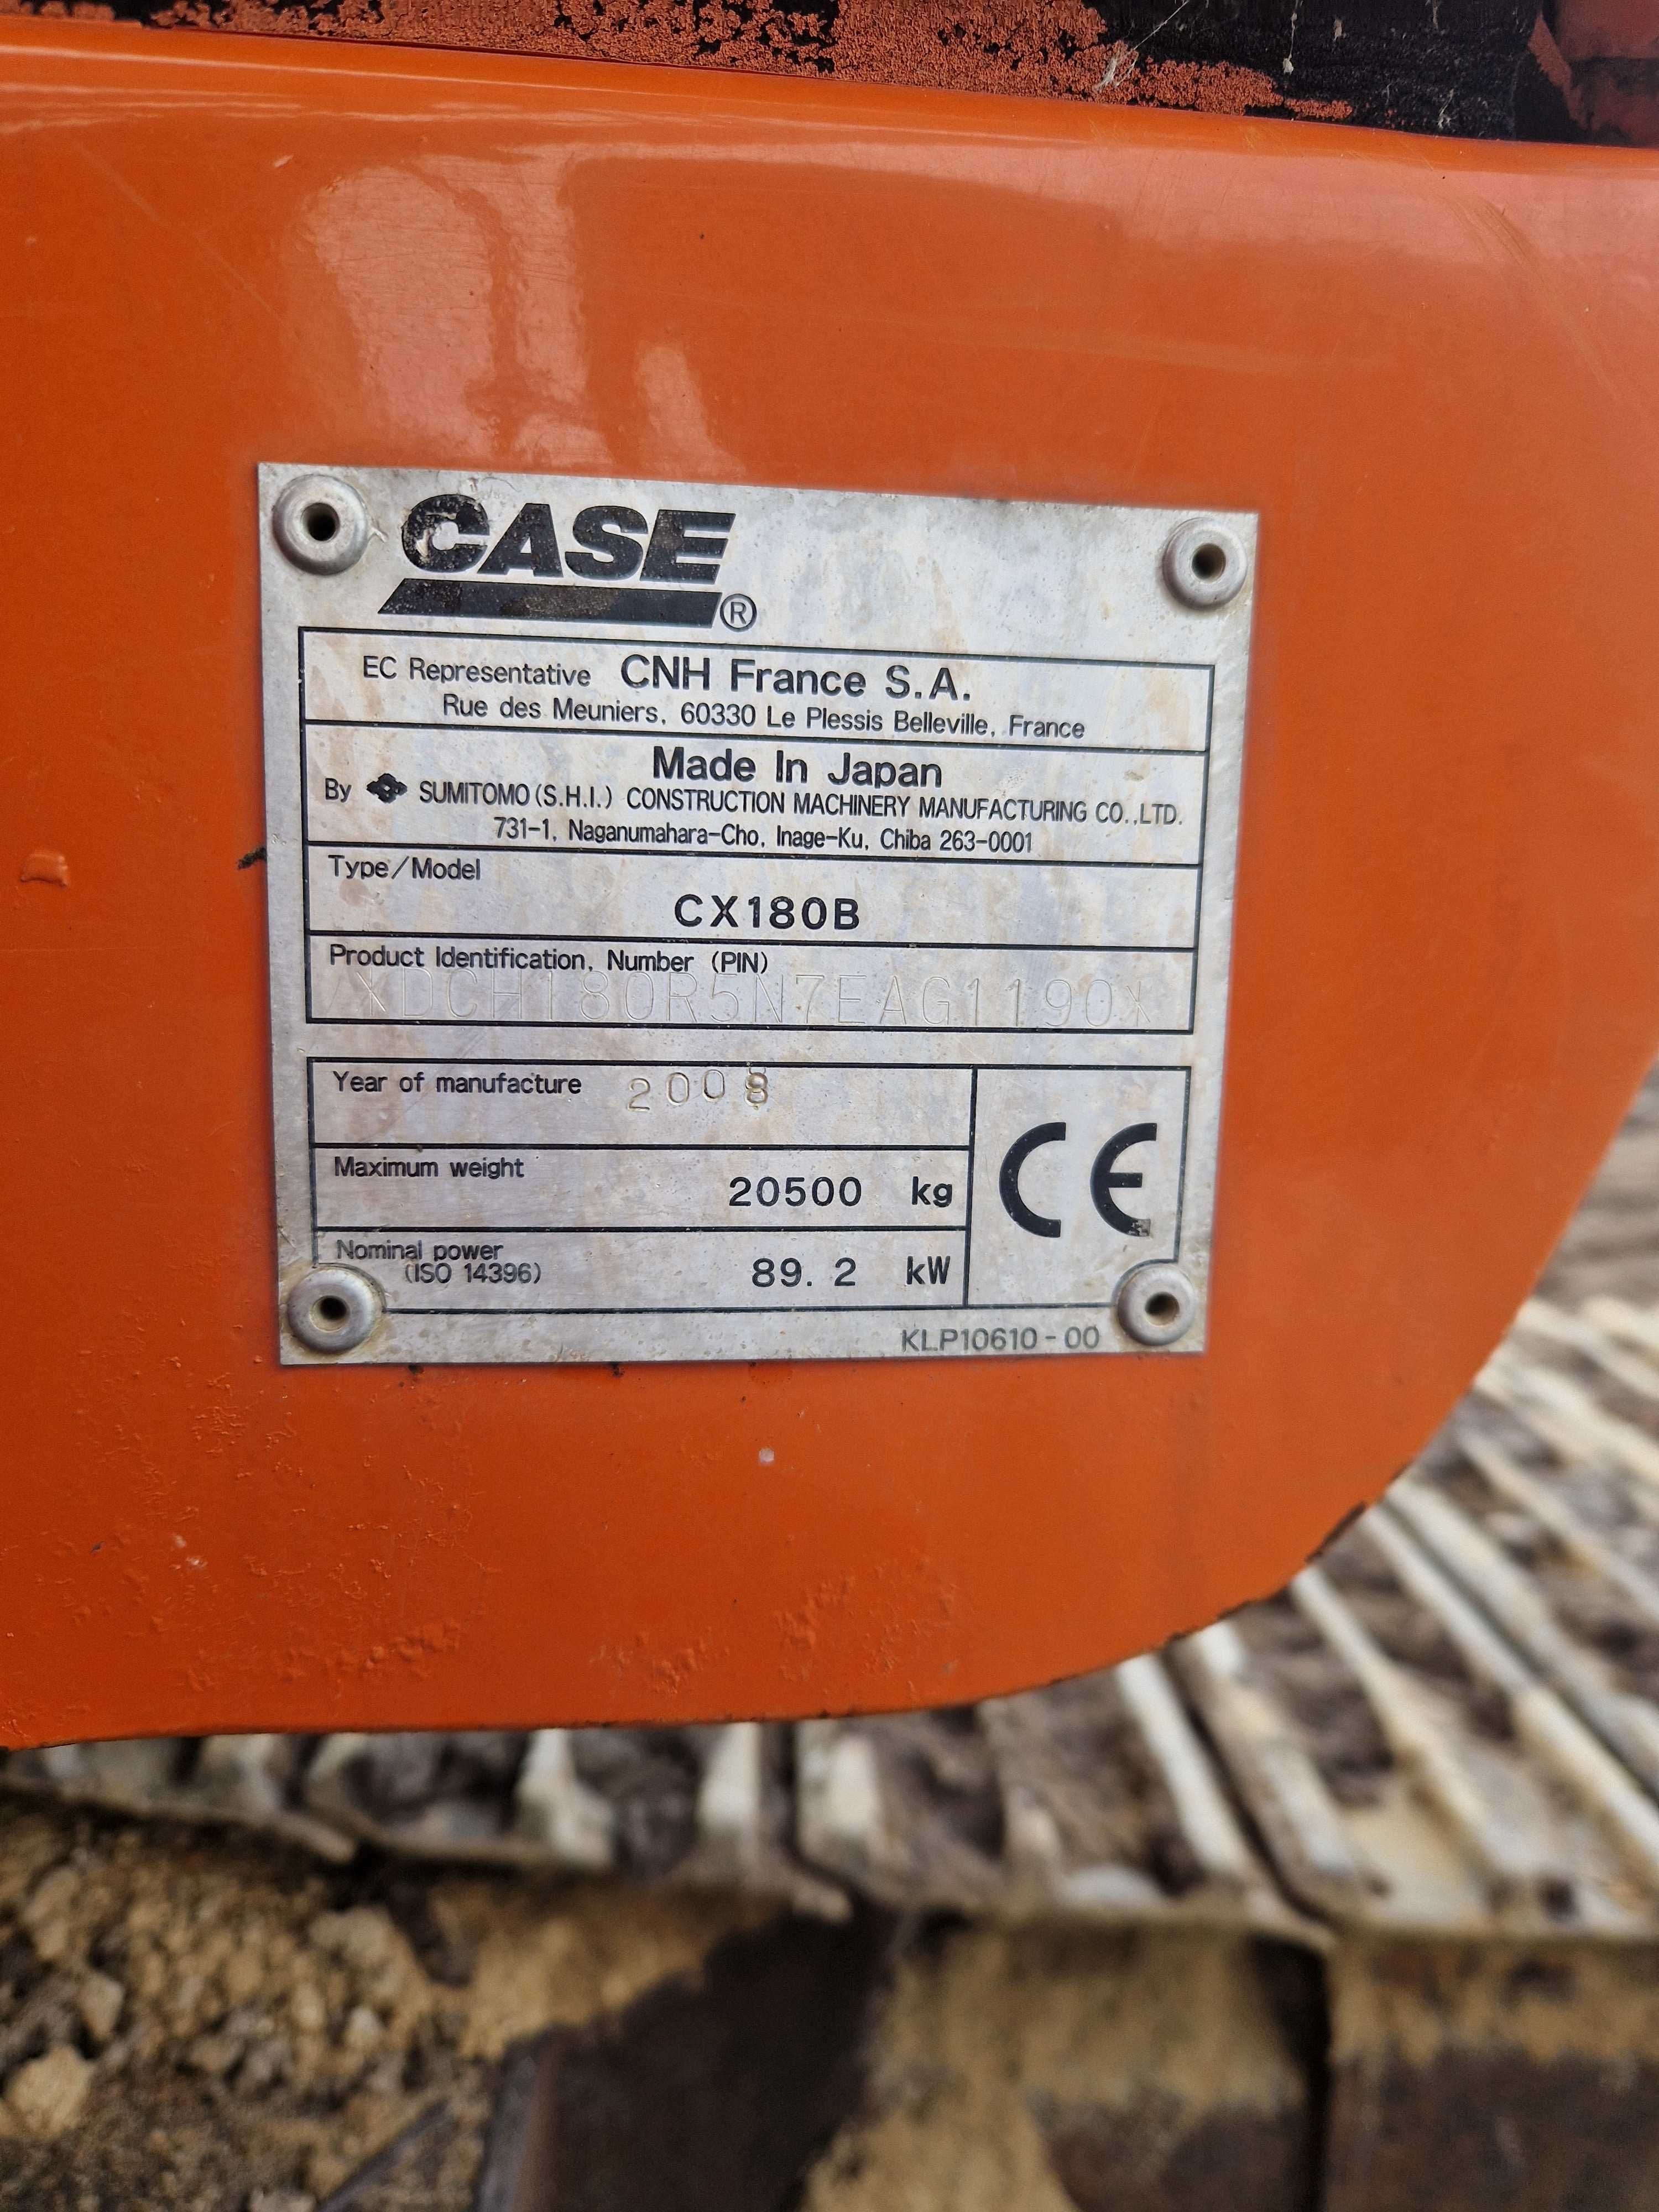 CASE®
EC Representative CNH France S.A.
Rue des Meuniers, 60330 Le Plessis Belleville, France
Made In Japan
By SUMITOMO (S.H.I.) CONSTRUCTION MACHINERY MANUFACTURING CO.,LTD.
731-1, Naganumahara-Cho, Inage-Ku, Chiba 263-0001
Type/Model
CX180B
Product Identification, Number (PIN)
*DCH180R5N7EAG1190*
Year of manufacture 2008
Maximum weight
20500 kg
Nominal power
(ISO 14396) 89. 2 kW
CE
KLP10610-00